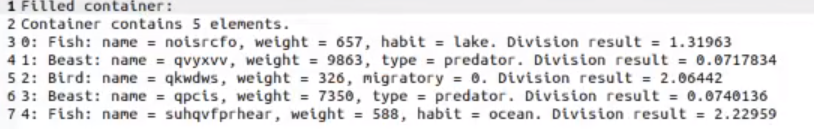 1 Filled container:
2 Container contains 5 elements.
3 0: Fish: name = noisrcfo, weight = 657, habit = lake. Division result = 1.31963
4 1: Beast: name = qvyxvv, weight = 9863, type = predator. Division result = 0.0717834
5 2: Bird: name = qkwdws, weight = 326, migratory = 0. Division result = 2.06442
6 3: Beast: name = qpcis, weight = 7350, type = predator. Division result = 0.0740136
7 4: Fish: name = suhqvfprhear, weight = 588, habit = ocean. Division result = 2.22959